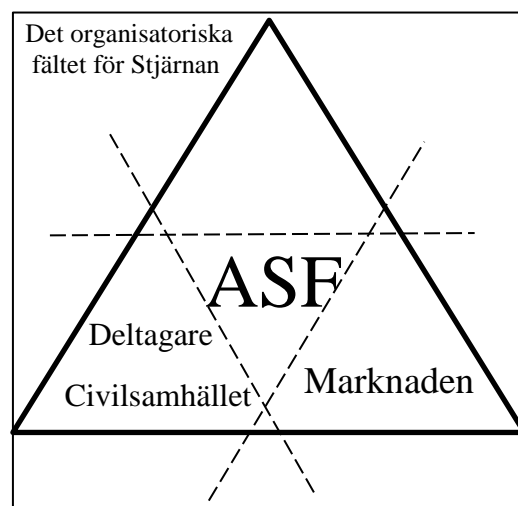 Det organisatoriska
fältet för Stjärnan
ASF
Deltagare
Civilsamhället
Marknaden